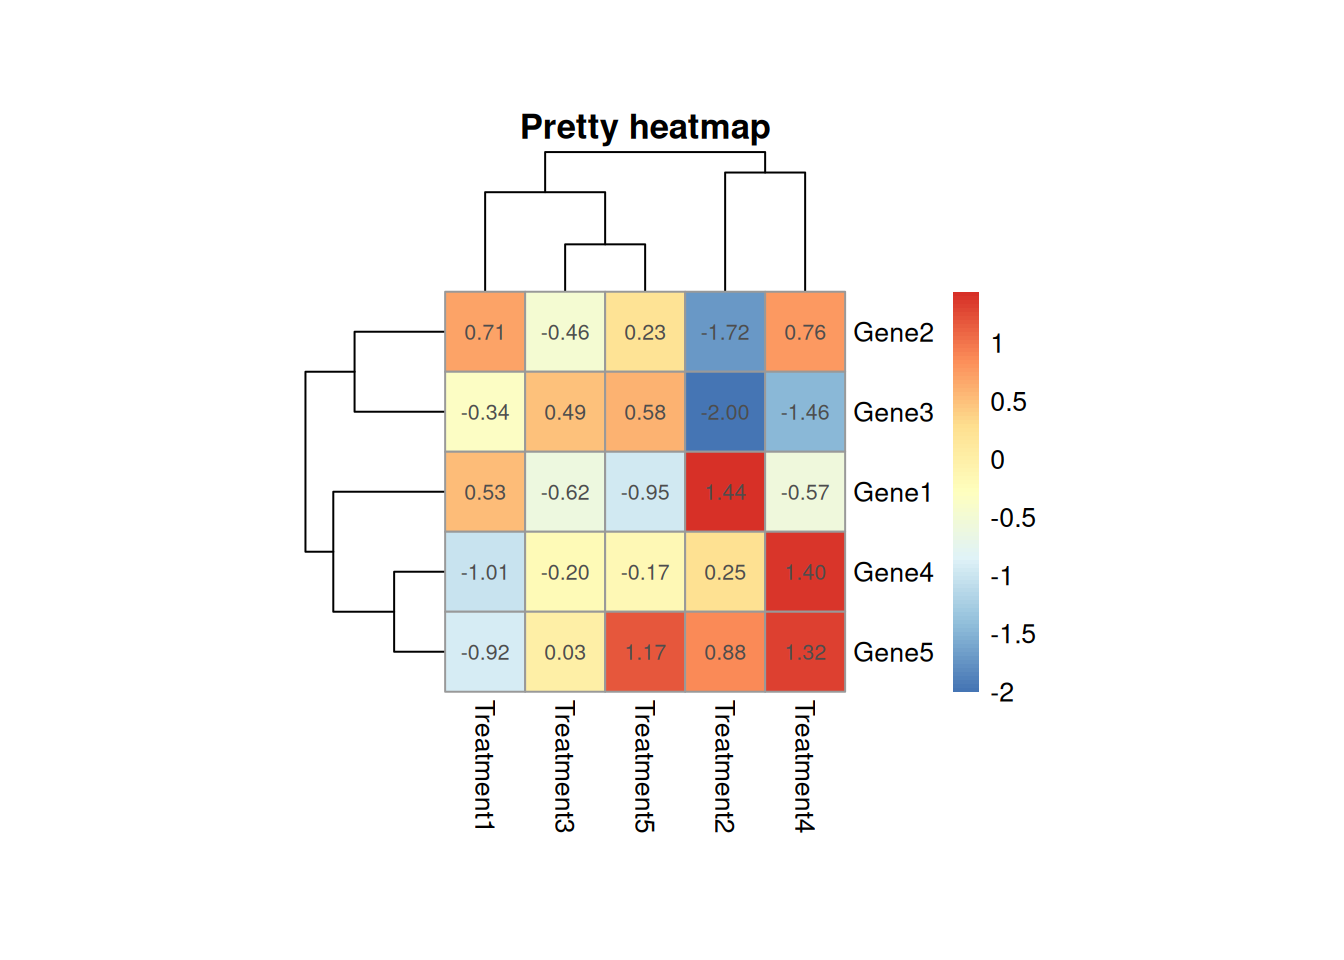 Pretty heatmap
0.71 -0.46 0.23 -1.72 0.76 Gene2
-0.34 0.49 0.58 -2.00 -1.46 Gene3
0.53 -0.62 -0.95 1.44 -0.57 Gene1
-1.01 -0.20 -0.17 0.25 1.40 Gene4
-0.92 0.03 1.17 0.88 1.32 Gene5
Treatment1
Treatment3
Treatment5
Treatment2
Treatment4
1
0.5
0
-0.5
-1
-1.5
-2